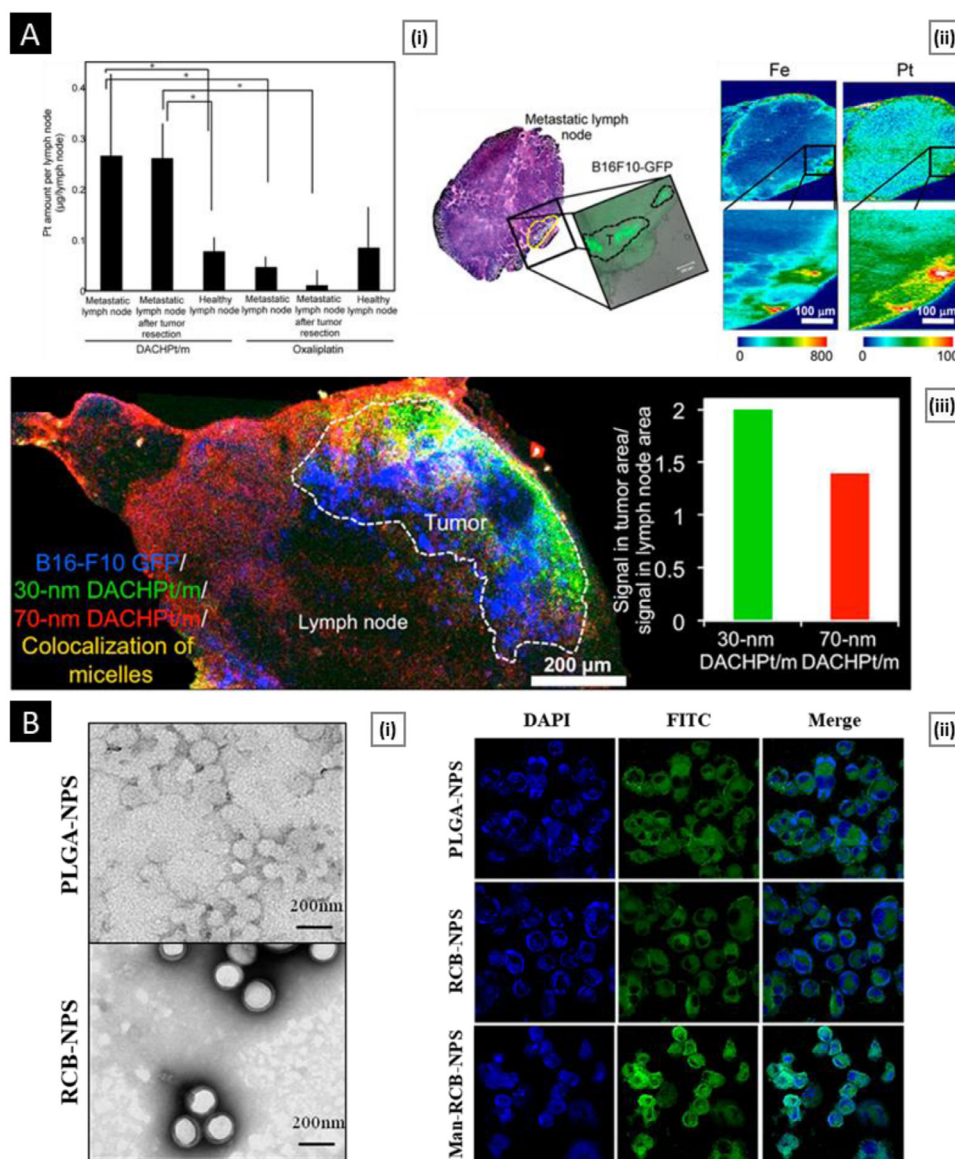 A
(i)
(ii)
Pt amount per lymph node
(μg/lymph node)
0.4
0.3
0.2
0.1
0
*
*
*
*
Metastatic
lymph node
Metastatic
lymph node
after tumor
resection
Healthy
lymph node
Metastatic
lymph node
Metastatic
lymph node
after tumor
resection
Healthy
lymph node
DACHPt/m
Oxaliplatin
Metastatic lymph
node
B16F10-GFP
T
Fe
Pt
100 μm
100 μm
0
800
0
100
(iii)
B16-F10 GFP/
30-nm DACHPt/m/
70-nm DACHPt/m/
Colocalization of
micelles
Tumor
Lymph node
200 μm
Signal in tumor area/
signal in lymph node area
2
1.5
1
0.5
0
30-nm
DACHPt/m
70-nm
DACHPt/m
B
(i)
(ii)
PLGA-NPS
200nm
RCB-NPS
200nm
DAPI
FITC
Merge
PLGA-NPS
RCB-NPS
Man-RCB-NPS